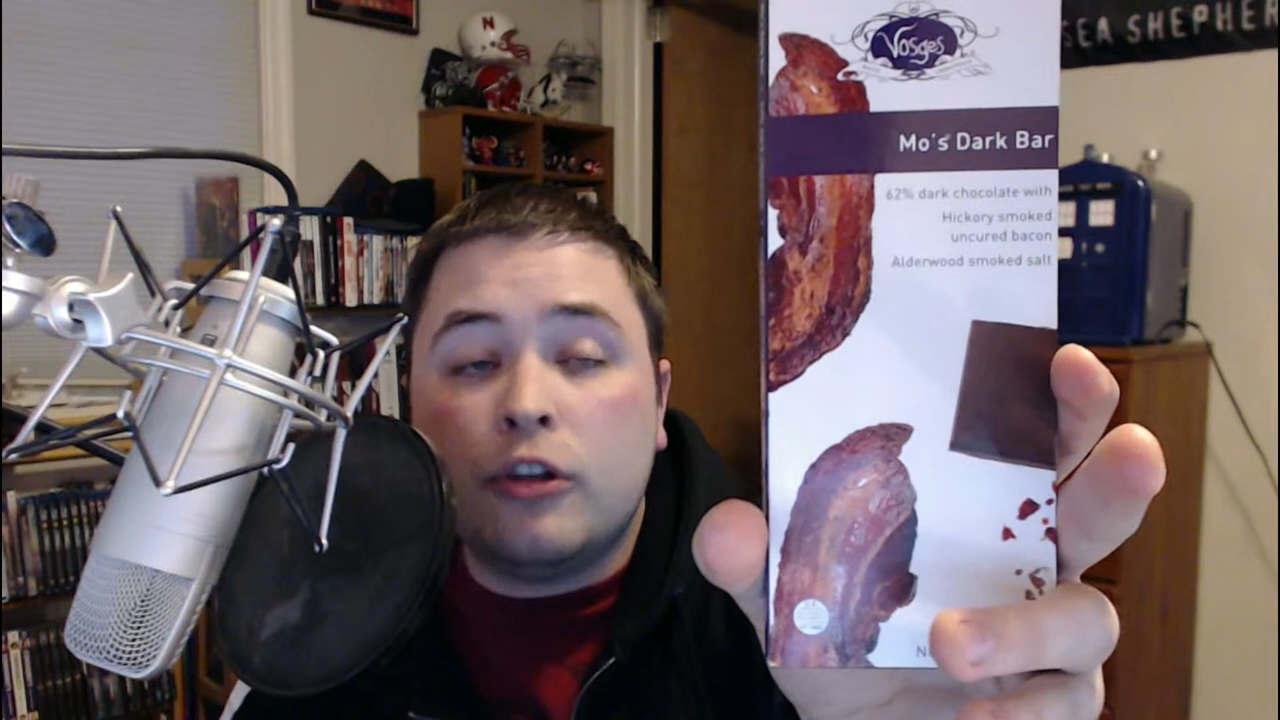 N
Vosges
SEA SHEPHER
Mo's Dark Bar
62% dark chocolate with
Hickory smoked
uncured bacon
Alderwood smoked salt